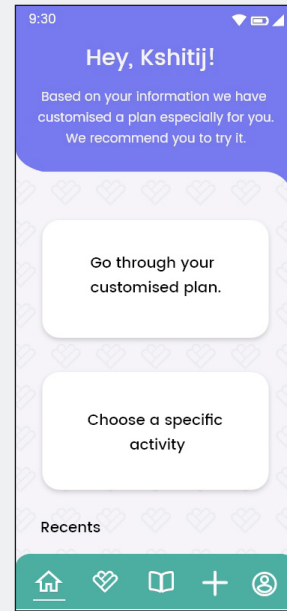 9:30
Hey, Kshitij!
Based on your information we have
customised a plan especially for you.
We recommend you to try it.
Go through your
customised plan.
Choose a specific
activity
Recents